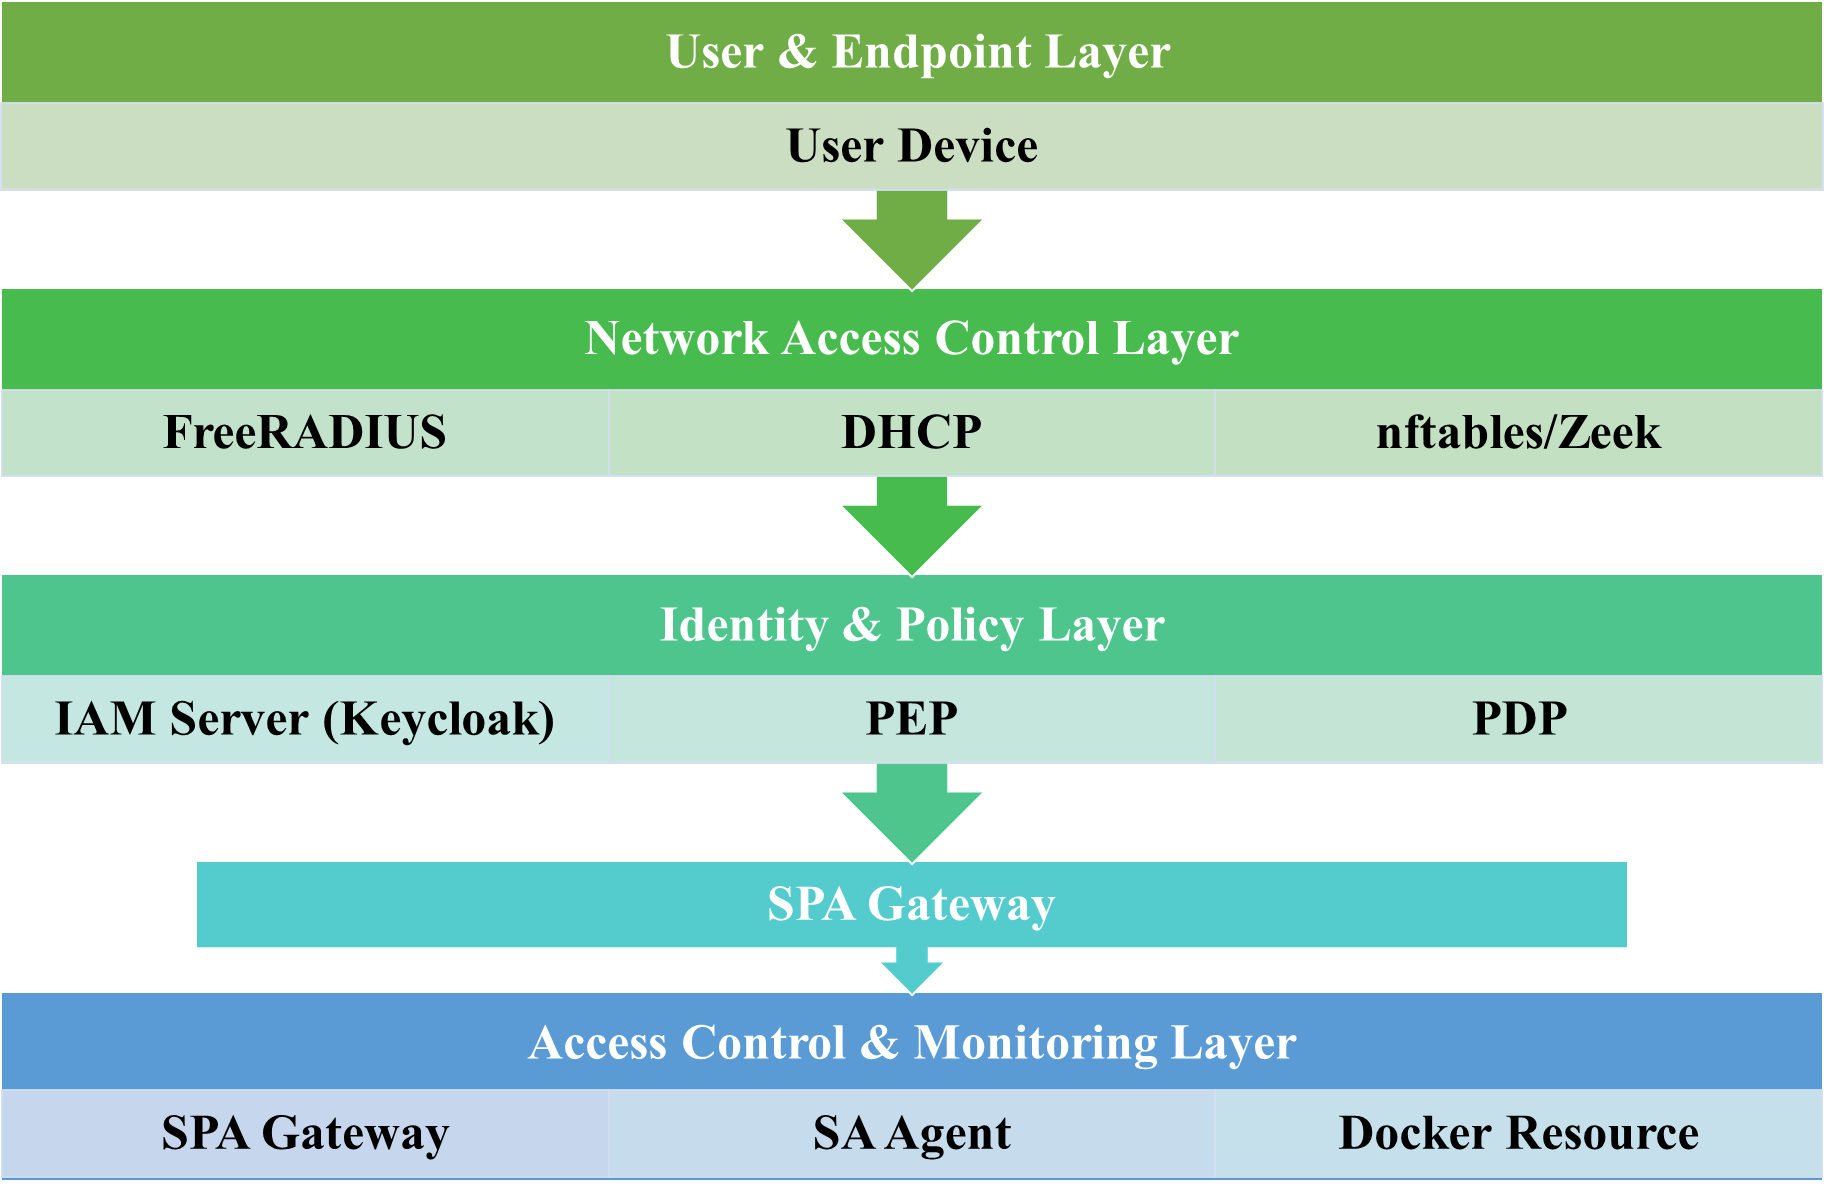 User & Endpoint Layer
User Device
Network Access Control Layer
FreeRADIUS
DHCP
nftables/Zeek
Identity & Policy Layer
IAM Server (Keycloak)
PEP
PDP
SPA Gateway
Access Control & Monitoring Layer
SPA Gateway
SA Agent
Docker Resource